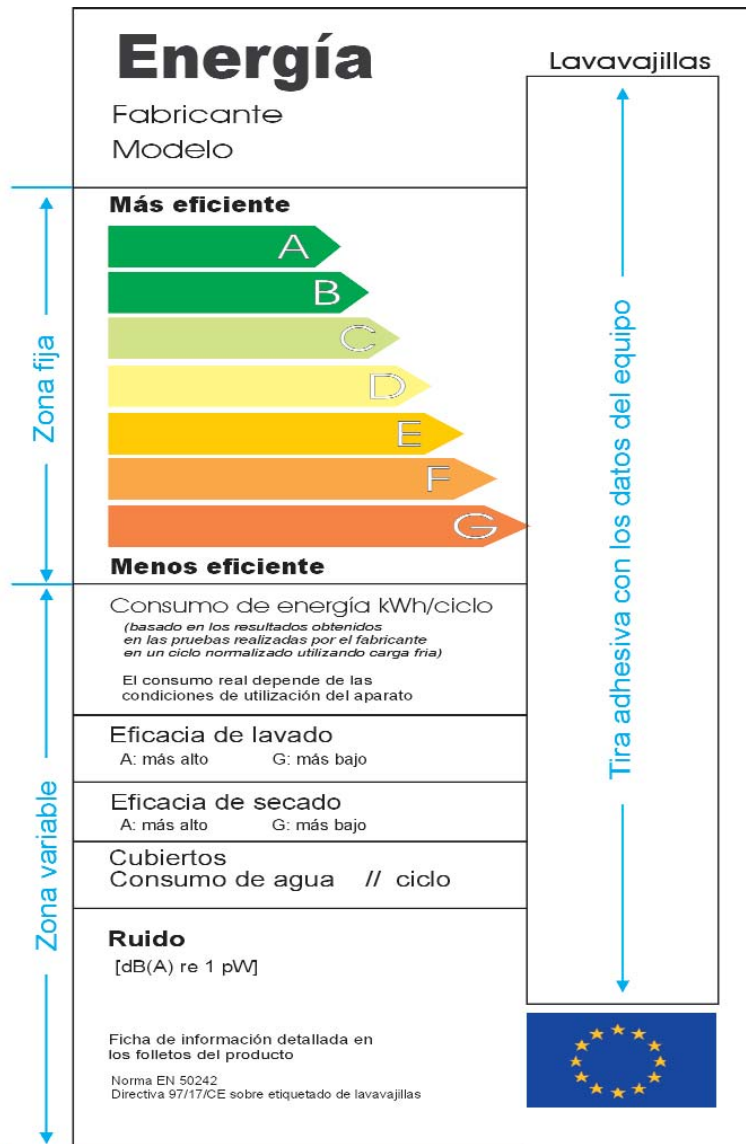 Energía
Lavavajillas
Fabricante
Modelo
Más eficiente
A
B
C
D
E
F
G
Menos eficiente
Zona fija
Consumo de energía kWh/ciclo
(basado en los resultados obtenidos
en las pruebas realizadas por el fabricante
en un ciclo normalizado utilizando carga fria)
El consumo real depende de las
condiciones de utilización del aparato
Eficacia de lavado
A: más alto G: más bajo
Eficacia de secado
A: más alto G: más bajo
Cubiertos
Consumo de agua // ciclo
Ruido
[dB(A) re 1 pW]
Ficha de información detallada en
los folletos del producto
Norma EN 50242
Directiva 97/17/CE sobre etiquetado de lavavajillas
Zona variable
Tira adhesiva con los datos del equipo